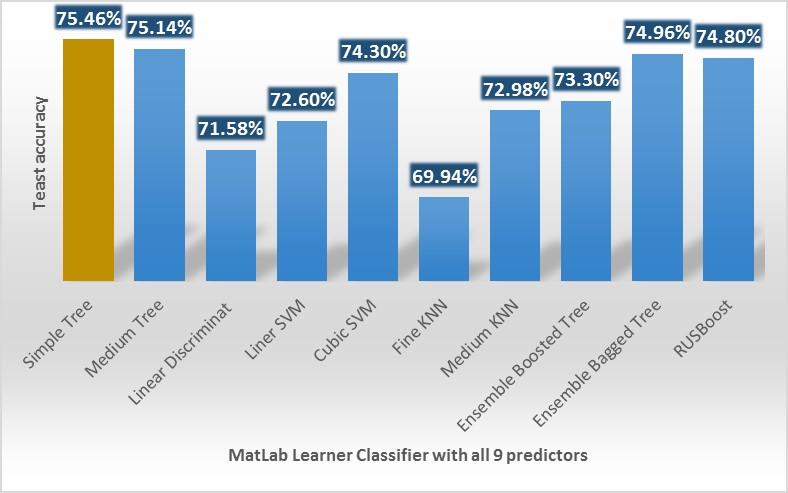 75.46%
75.14%
71.58%
72.60%
74.30%
69.94%
72.98%
73.30%
74.96%
74.80%
Teast accuracy
Simple Tree
Medium Tree
Linear Discriminat
Liner SVM
Cubic SVM
Fine KNN
Medium KNN
Ensemble Boosted Tree
Ensemble Bagged Tree
RUSBoost
MatLab Learner Classifier with all 9 predictors